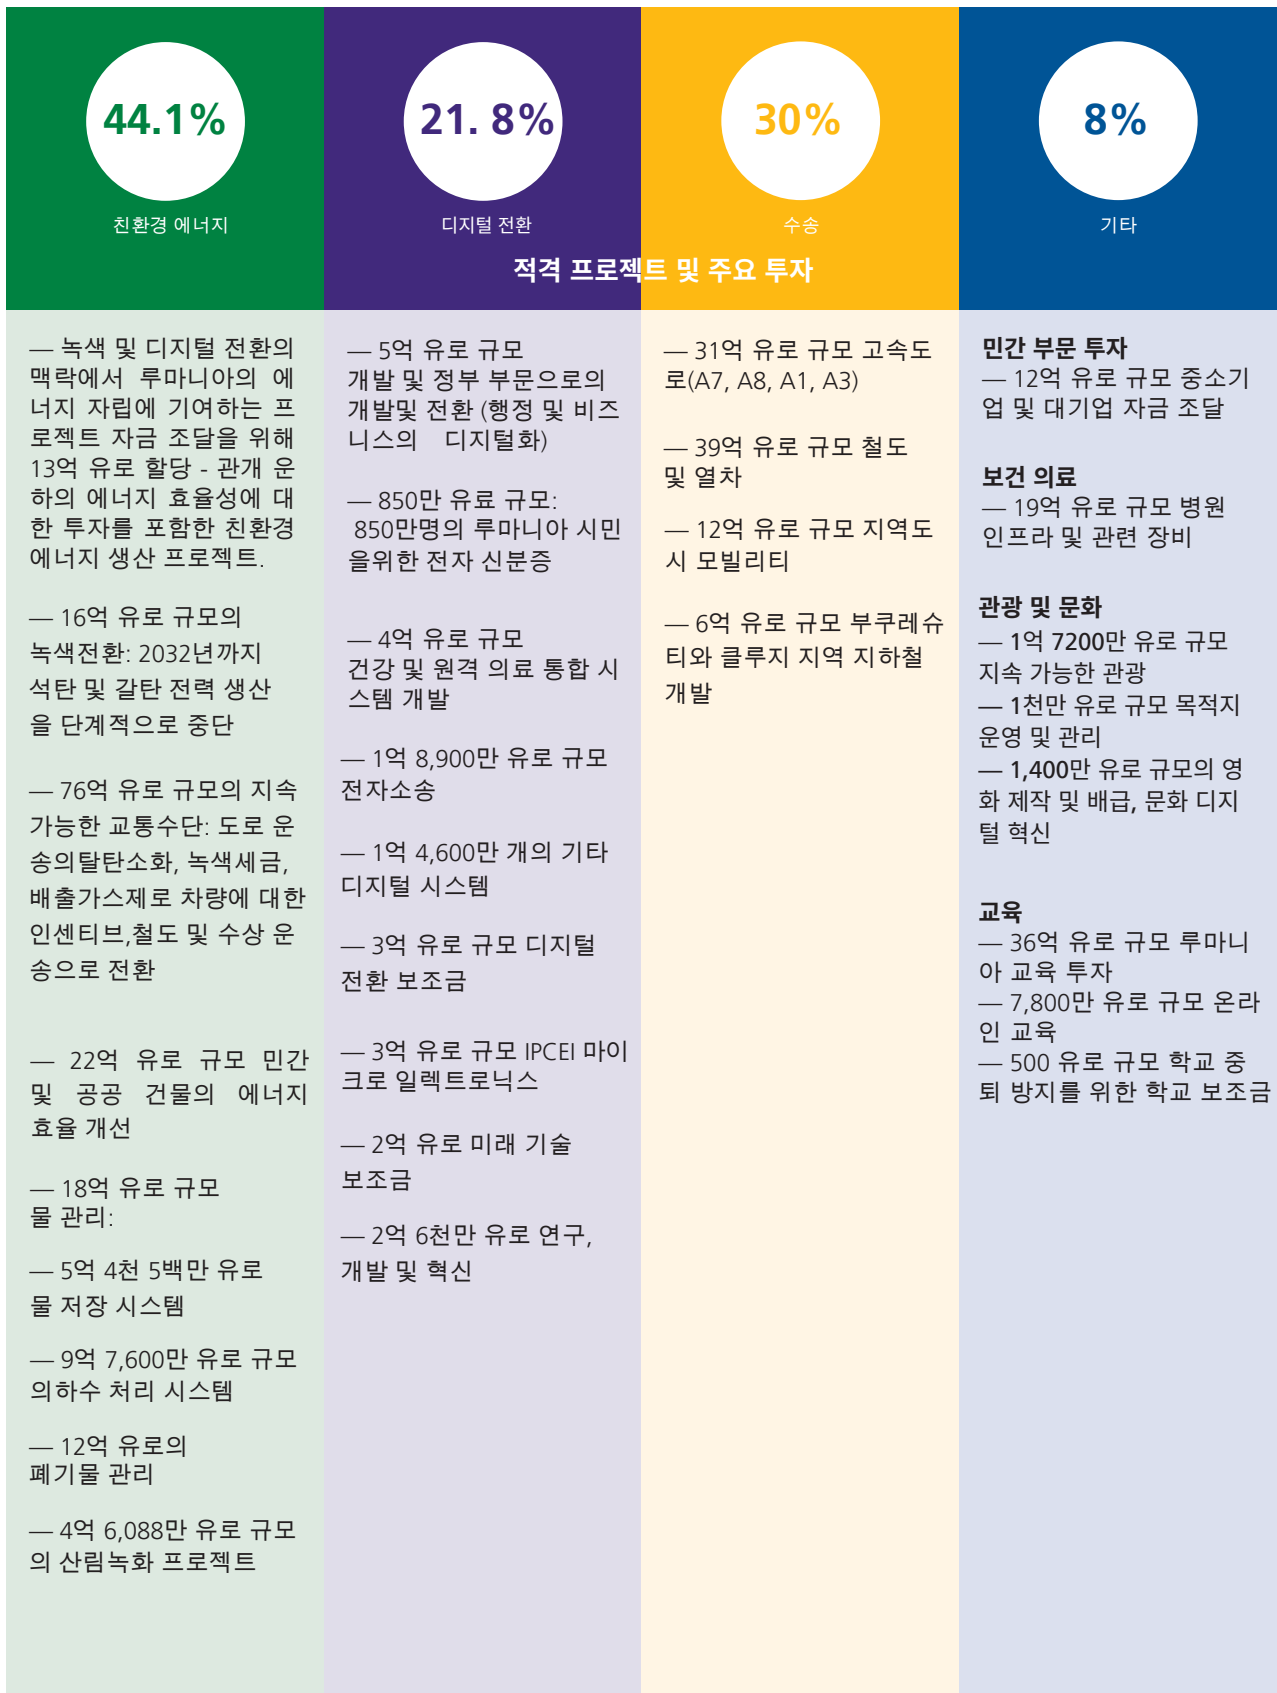 44.1%
친환경 에너지
21. 8%
디지털 전환
30%
수송
8%
기타
적격 프로젝트 및 주요 투자
— 녹색 및 디지털 전환의
맥락에서 루마니아의 에
너지 자립에 기여하는 프
로젝트 자금 조달을 위해
13억 유로 할당 - 관개 운
하의 에너지 효율성에 대
한 투자를 포함한 친환경
에너지 생산 프로젝트.
— 16억 유로 규모의
녹색전환: 2032년까지
석탄 및 갈탄 전력 생산
을 단계적으로 중단
— 76억 유로 규모의 지속
가능한 교통수단: 도로 운
송의탈탄소화, 녹색세금,
배출가스제로 차량에 대한
인센티브,철도 및 수상 운
송으로 전환
— 22억 유로 규모 민간
및 공공 건물의 에너지
효율 개선
— 18억 유로 규모
물 관리:
— 5억 4천 5백만 유로
물 저장 시스템
— 9억 7,600만 유로 규모
의하수 처리 시스템
— 12억 유로의
폐기물 관리
— 4억 6,088만 유로 규모
의 산림녹화 프로젝트
— 5억 유로 규모
개발 및 정부 부문으로의
개발및 전환 (행정 및 비즈
니스의 디지털화)
— 850만 유료 규모:
850만명의 루마니아 시민
을위한 전자 신분증
— 4억 유로 규모
건강 및 원격 의료 통합 시
스템 개발
— 1억 8,900만 유로 규모
전자소송
— 1억 4,600만 개의 기타
디지털 시스템
— 3억 유로 규모 디지털
전환 보조금
— 3억 유로 규모 IPCEI 마이
크로 일렉트로닉스
— 2억 유로 미래 기술
보조금
— 2억 6천만 유로 연구,
개발 및 혁신
— 31억 유로 규모 고속도
로(A7, A8, A1, A3)
— 39억 유로 규모 철도
및 열차
— 12억 유로 규모 지역도
시 모빌리티
— 6억 유로 규모 부쿠레슈
티와 클루지 지역 지하철
개발
민간 부문 투자
— 12억 유로 규모 중소기
업 및 대기업 자금 조달
보건 의료
— 19억 유로 규모 병원
인프라 및 관련 장비
관광 및 문화
— 1억 7200만 유로 규모
지속 가능한 관광
— 1천만 유로 규모 목적지
운영 및 관리
— 1,400만 유로 규모의 영
화 제작 및 배급, 문화 디지
털 혁신
교육
— 36억 유로 규모 루마니
아 교육 투자
— 7,800만 유로 규모 온라
인 교육
— 500 유로 규모 학교 중
퇴 방지를 위한 학교 보조금